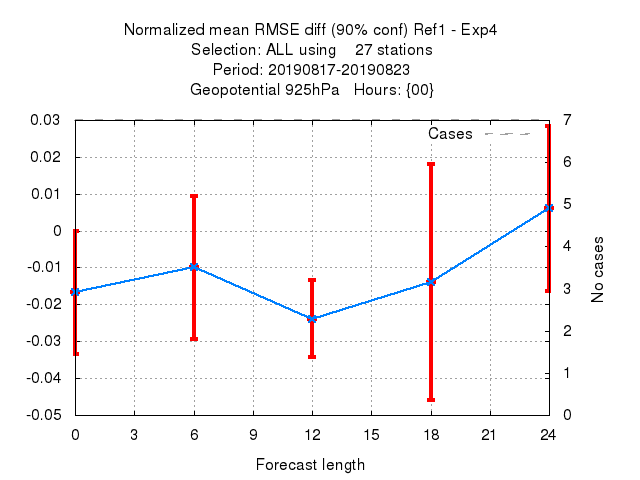 Normalized mean RMSE diff (90% conf) Ref1 - Exp4
Selection: ALL using    27 stations
Period: 20190817-20190823
Geopotential 925hPa   Hours: {00}
Cases
0.03
0.02
0.01
0
-0.01
-0.02
-0.03
-0.04
-0.05
7
6
5
4
3
2
1
0
No cases
0 3 6 9 12 15 18 21 24
Forecast length